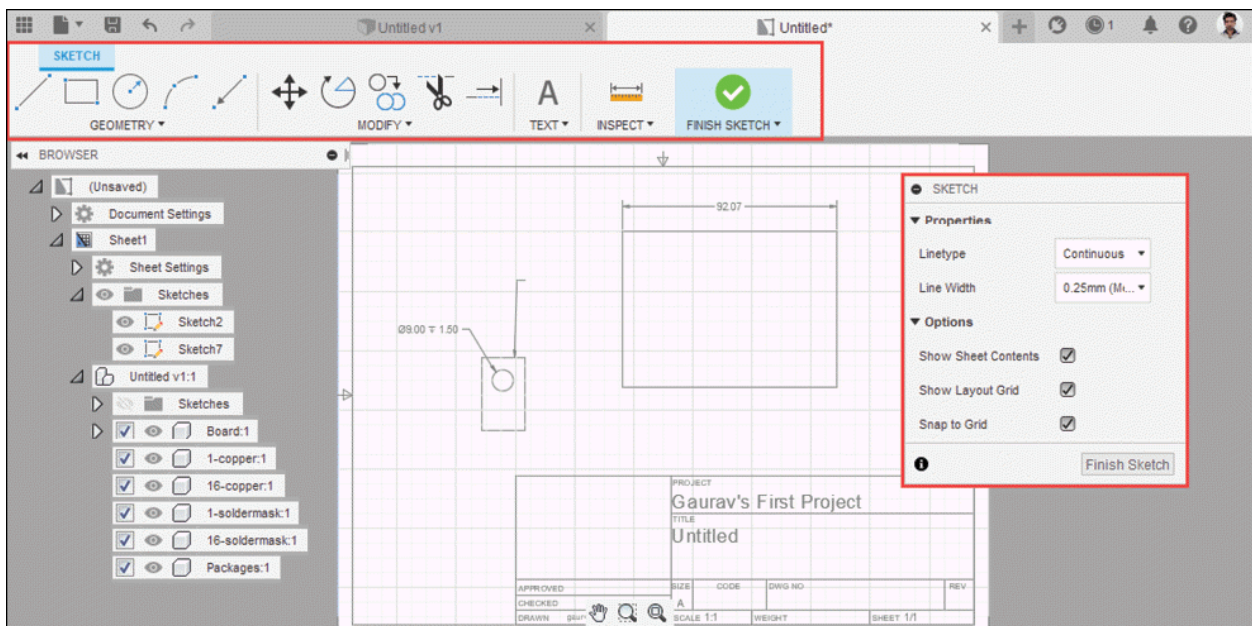 Untitled v1
Untitled*
1
SKETCH
GEOMETRY
MODIFY
TEXT
INSPECT
FINISH SKETCH
A
BROWSER
(Unsaved)
Document Settings
Sheet1
Sheet Settings
Sketches
Sketch2
Sketch7
Untitled v1:1
Sketches
Board:1
1-copper:1
16-copper:1
1-soldermask:1
16-soldermask:1
Packages:1
92.07
Ø9.00 ↧ 1.50
SKETCH
Properties
Linetype Continuous
Line Width 0.25mm (Me...
Options
Show Sheet Contents
Show Layout Grid
Snap to Grid
Finish Sketch
PROJECT
Gaurav's First Project
TITLE
Untitled
APPROVED
CHECKED
DRAWN
SIZE CODE DWG NO REV
A
SCALE 1:1 WEIGHT SHEET 1/1